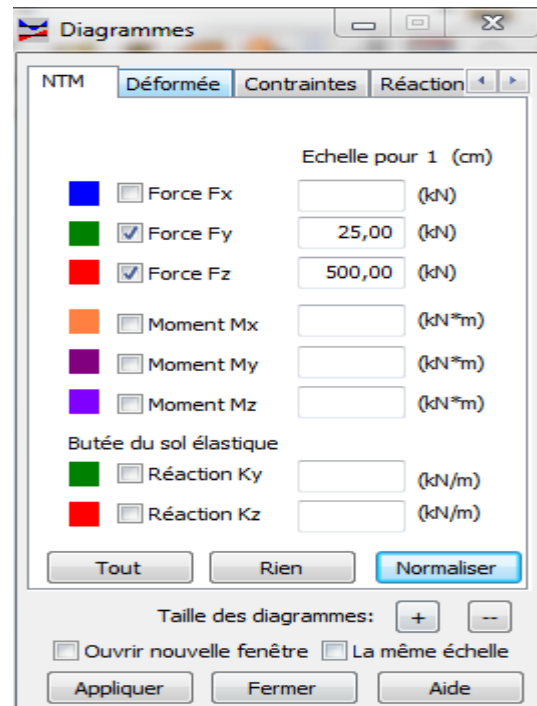 Diagrammes
NTM Déformée Contraintes Réaction
Echelle pour 1 (cm)
Force Fx (kN)
Force Fy 25,00 (kN)
Force Fz 500,00 (kN)
Moment Mx (kN*m)
Moment My (kN*m)
Moment Mz (kN*m)
Butée du sol élastique
Réaction Ky (kN/m)
Réaction Kz (kN/m)
Tout Rien Normaliser
Taille des diagrammes: + --
Ouvrir nouvelle fenêtre La même échelle
Appliquer Fermer Aide